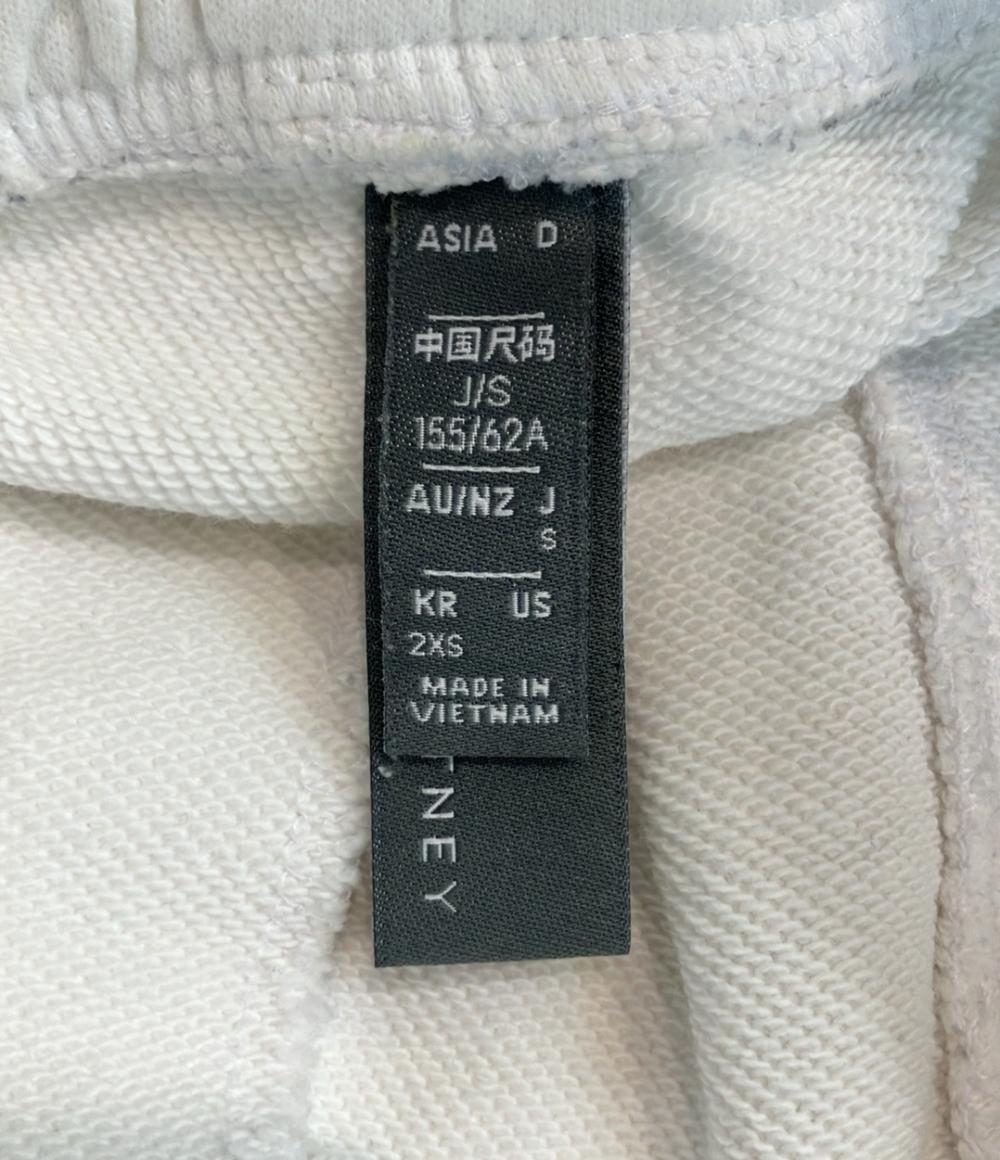 ASIA D
中国尺码
J/S
155/62A
AU/NZ J
S
KR US
2XS
MADE IN
VIETNAM
TNEY